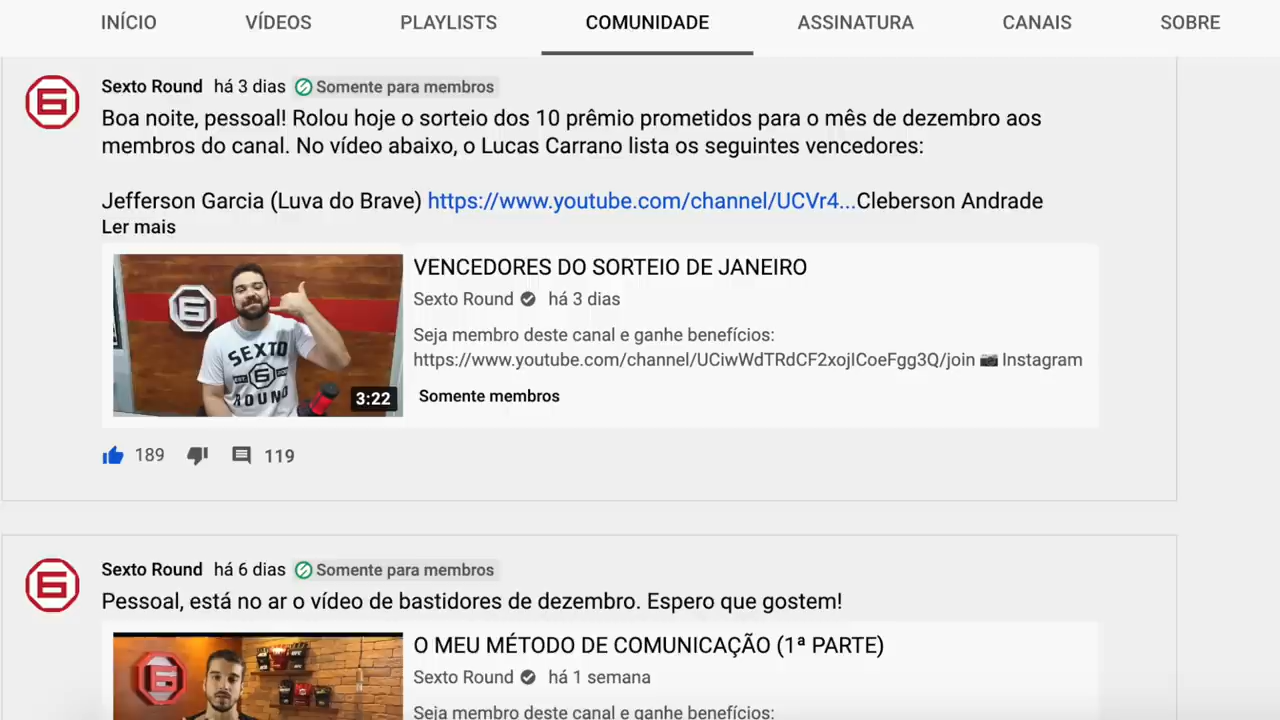 INÍCIO VÍDEOS PLAYLISTS COMUNIDADE ASSINATURA CANAIS SOBRE
Sexto Round há 3 dias Somente para membros
Boa noite, pessoal! Rolou hoje o sorteio dos 10 prêmio prometidos para o mês de dezembro aos
membros do canal. No vídeo abaixo, o Lucas Carrano lista os seguintes vencedores:
Jefferson Garcia (Luva do Brave) https://www.youtube.com/channel/UCVr4...Cleberson Andrade
Ler mais
VENCEDORES DO SORTEIO DE JANEIRO
Sexto Round há 3 dias
Seja membro deste canal e ganhe benefícios:
https://www.youtube.com/channel/UCiwWdTRdCF2xojlCoeFgg3Q/join 📷 Instagram
Somente membros
SEXTO
6
ROUND
3:22
189 119
Sexto Round há 6 dias Somente para membros
Pessoal, está no ar o vídeo de bastidores de dezembro. Espero que gostem!
O MEU MÉTODO DE COMUNICAÇÃO (1ª PARTE)
Sexto Round há 1 semana
Seja membro deste canal e ganhe benefícios: